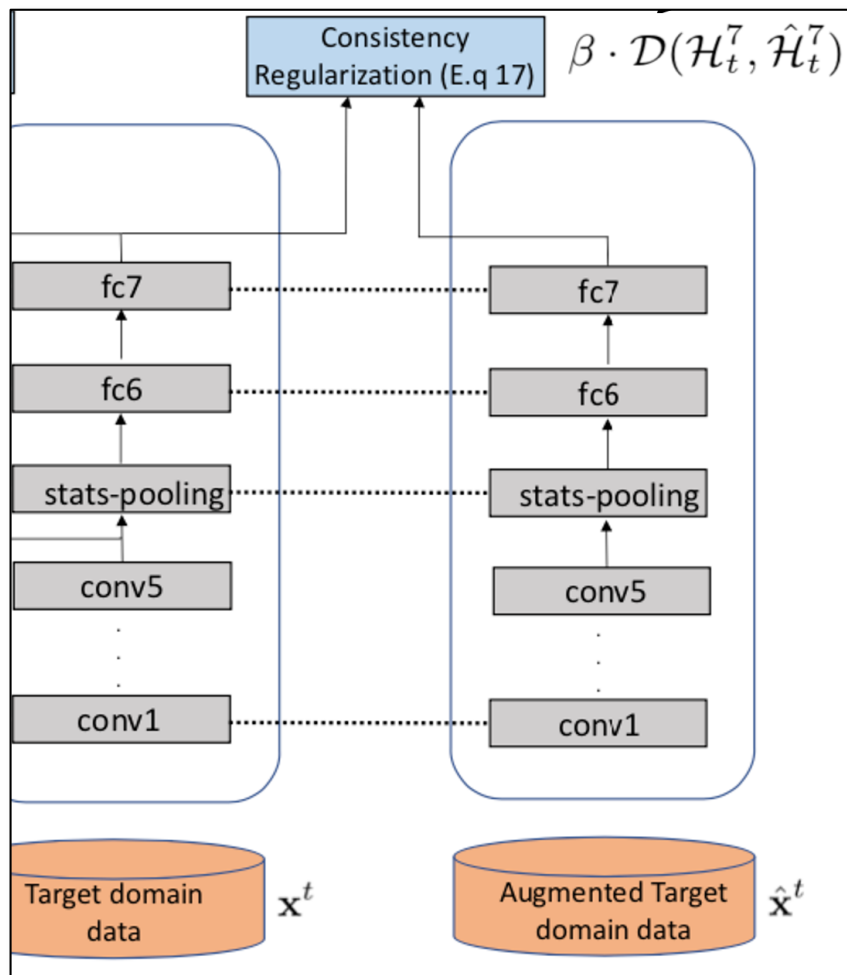 Consistency
Regularization (E.q 17)
β · 𝒟(ℋ_t^7, ℋ̂_t^7)
fc7
fc7
fc6
fc6
stats-pooling
stats-pooling
conv5
conv5
conv1
conv1
Target domain
data
x^t
Augmented Target
domain data
x̂^t